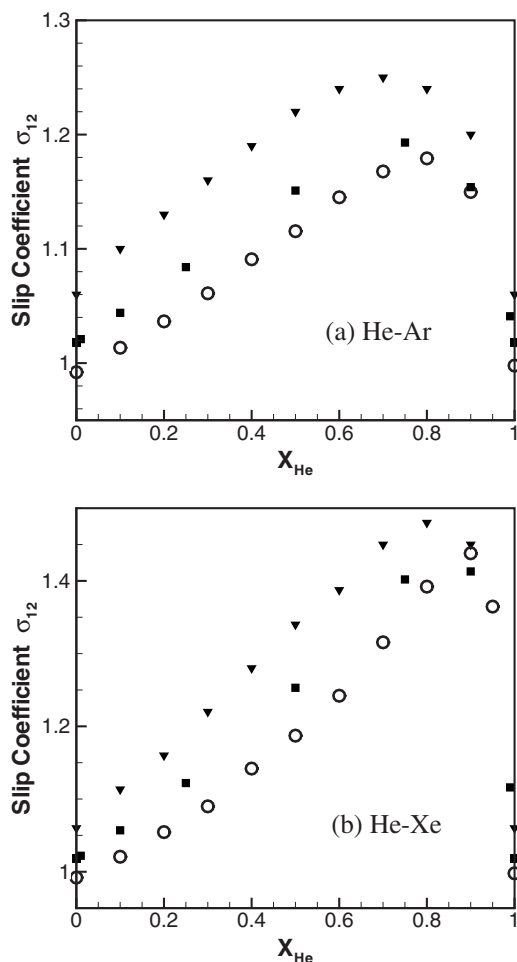 1.3
1.2
1.1
1
Slip Coefficient σ₁₂
(a) He-Ar
0 0.2 0.4 0.6 0.8 1
X_He
1.4
1.2
1
Slip Coefficient σ₁₂
(b) He-Xe
0 0.2 0.4 0.6 0.8 1
X_He